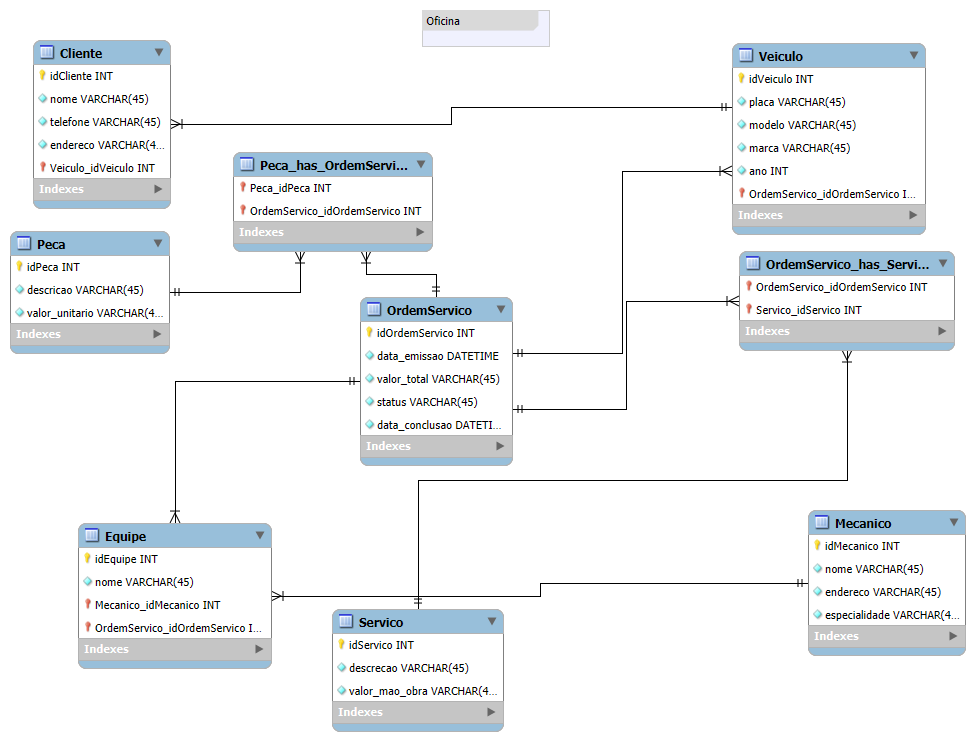 Oficina
Cliente
idCliente INT
nome VARCHAR(45)
telefone VARCHAR(45)
endereco VARCHAR(4...
Veiculo_idVeiculo INT
Indexes
Veiculo
idVeiculo INT
placa VARCHAR(45)
modelo VARCHAR(45)
marca VARCHAR(45)
ano INT
OrdemServico_idOrdemServico I...
Indexes
Peca_has_OrdemServi...
Peca_idPeca INT
OrdemServico_idOrdemServico INT
Indexes
Peca
idPeca INT
descricao VARCHAR(45)
valor_unitario VARCHAR(4...
Indexes
OrdemServico_has_Servi...
OrdemServico_idOrdemServico INT
Servico_idServico INT
Indexes
OrdemServico
idOrdemServico INT
data_emissao DATETIME
valor_total VARCHAR(45)
status VARCHAR(45)
data_conclusao DATETI...
Indexes
Equipe
idEquipe INT
nome VARCHAR(45)
Mecanico_idMecanico INT
OrdemServico_idOrdemServico I...
Indexes
Mecanico
idMecanico INT
nome VARCHAR(45)
endereco VARCHAR(45)
especialidade VARCHAR(4...
Indexes
Servico
idServico INT
descrecao VARCHAR(45)
valor_mao_obra VARCHAR(4...
Indexes